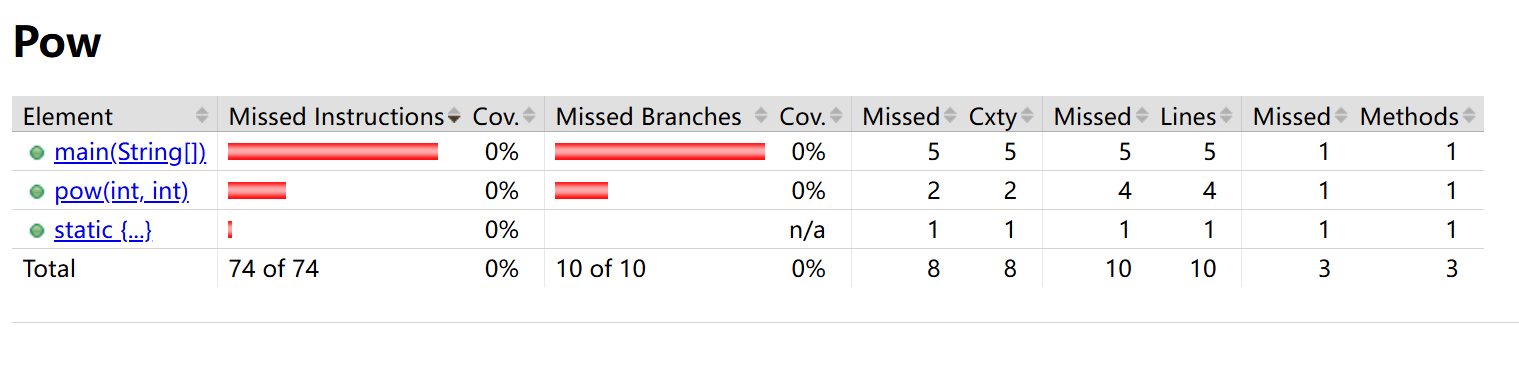 Pow
Element Missed Instructions Cov. Missed Branches Cov. Missed Cxty Missed Lines Missed Methods
main(String[]) 0% 0% 5 5 5 5 1 1
pow(int, int) 0% 0% 2 2 4 4 1 1
static {...} 0% n/a 1 1 1 1 1 1
Total 74 of 74 0% 10 of 10 0% 8 8 10 10 3 3